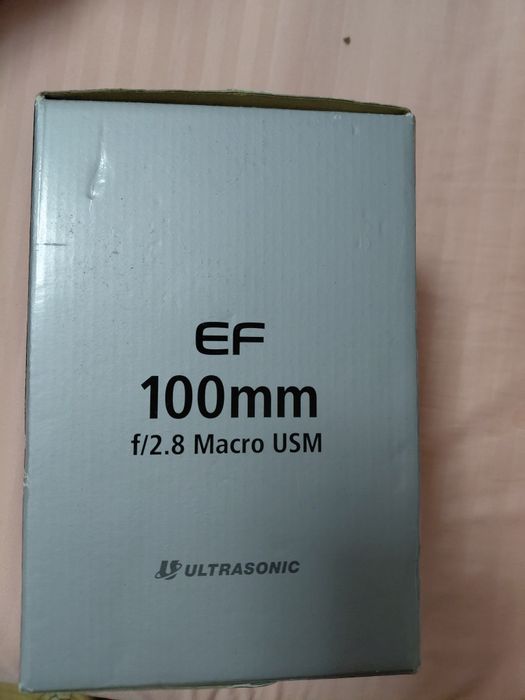 EF
100mm
f/2.8 Macro USM
ULTRASONIC